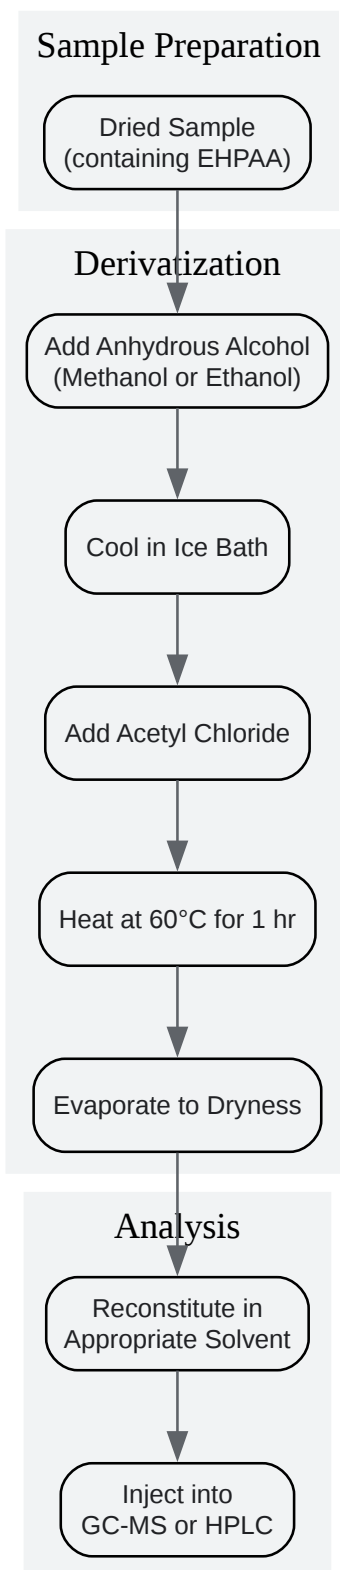 Sample Preparation
Dried Sample
(containing EHPAA)
Derivatization
Add Anhydrous Alcohol
(Methanol or Ethanol)
Cool in Ice Bath
Add Acetyl Chloride
Heat at 60°C for 1 hr
Evaporate to Dryness
Analysis
Reconstitute in
Appropriate Solvent
Inject into
GC-MS or HPLC